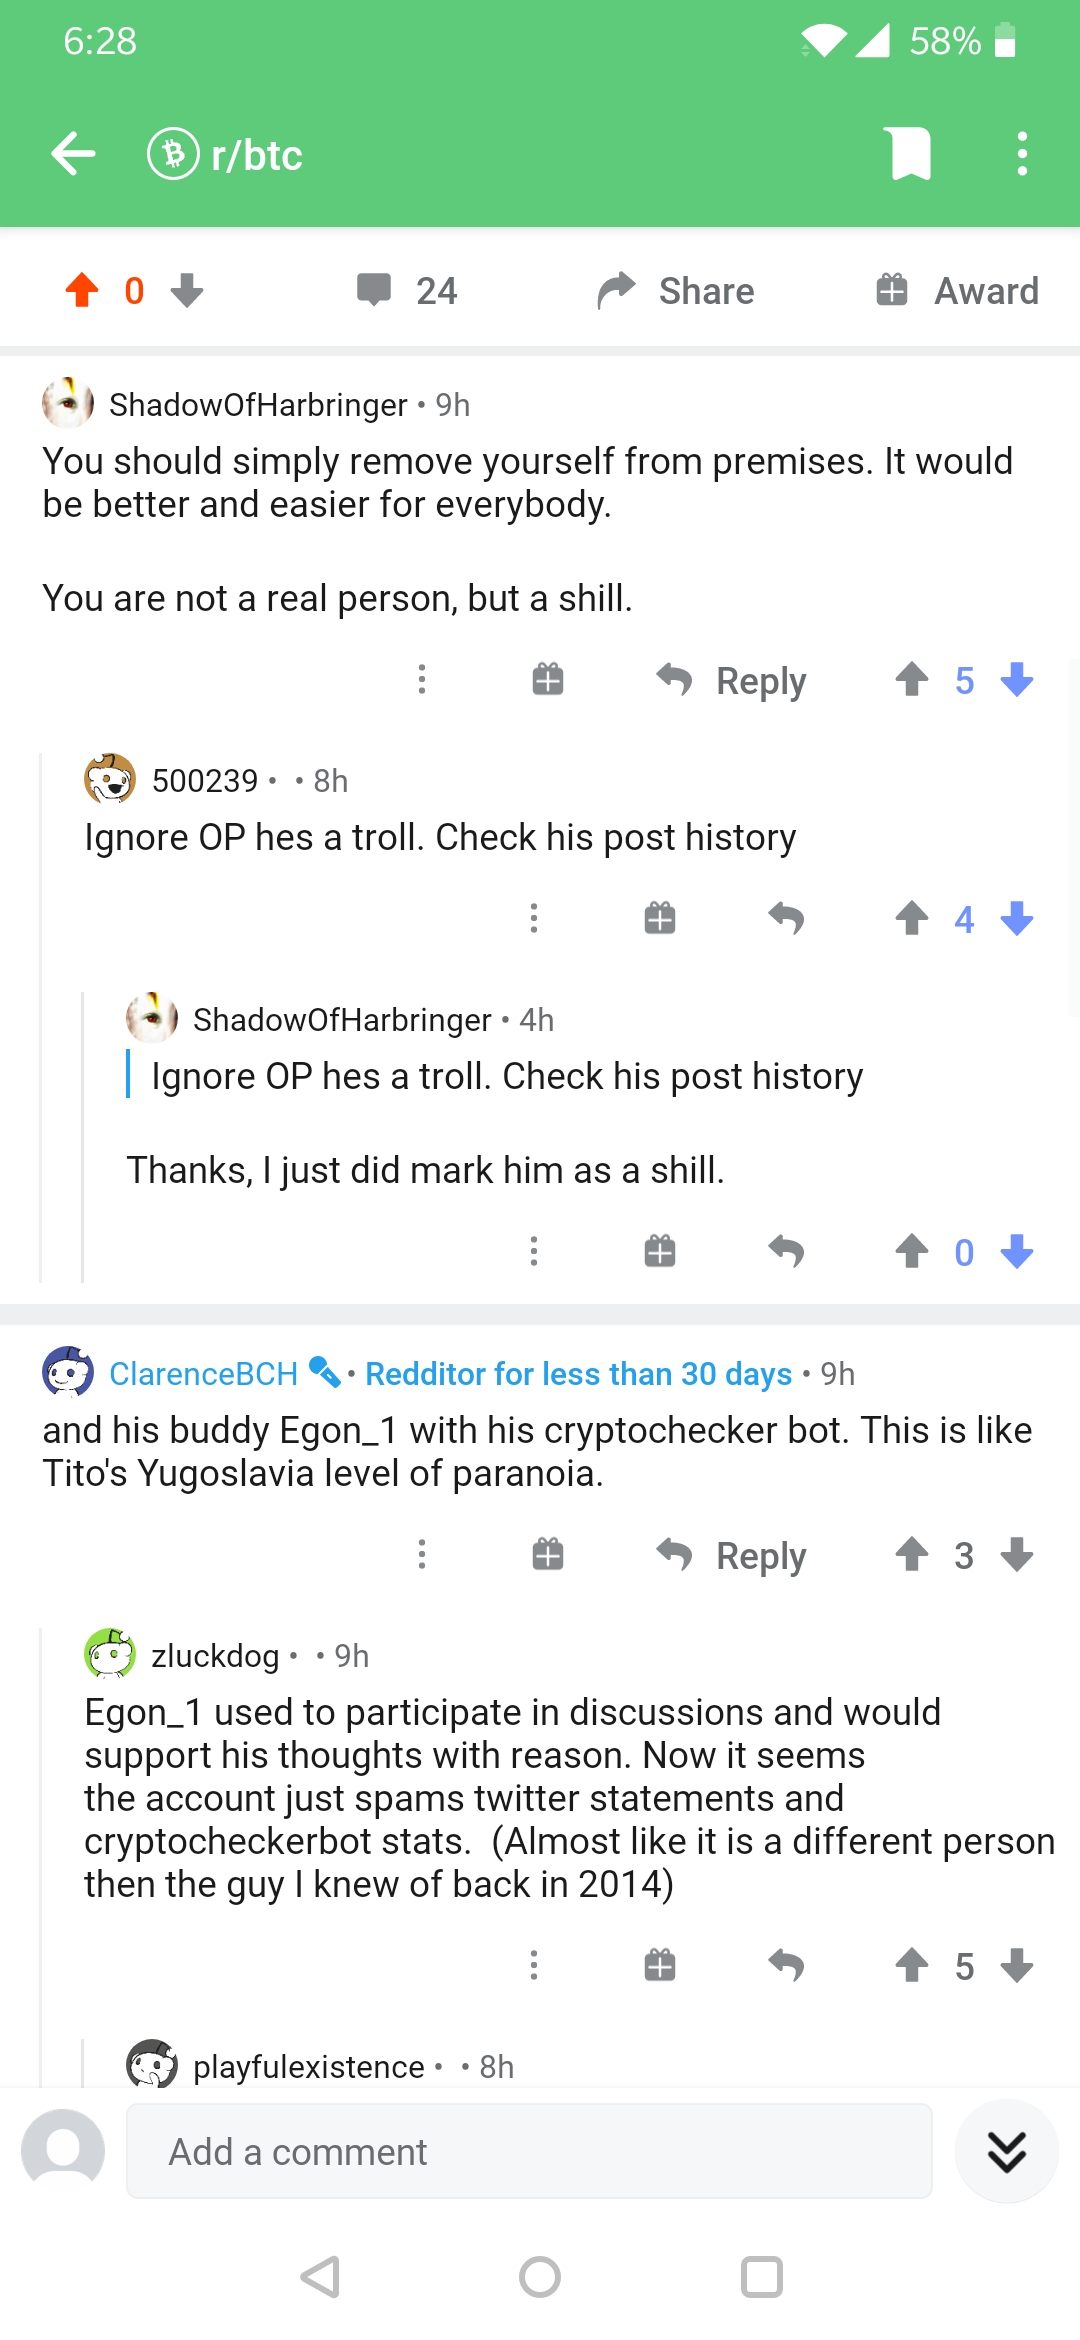 6:28
58%
r/btc
0 24 Share Award
ShadowOfHarbringer • 9h
You should simply remove yourself from premises. It would
be better and easier for everybody.
You are not a real person, but a shill.
Reply 5
500239 • • 8h
Ignore OP hes a troll. Check his post history
4
ShadowOfHarbringer • 4h
Ignore OP hes a troll. Check his post history
Thanks, I just did mark him as a shill.
0
ClarenceBCH • Redditor for less than 30 days • 9h
and his buddy Egon_1 with his cryptochecker bot. This is like
Tito's Yugoslavia level of paranoia.
Reply 3
zluckdog • • 9h
Egon_1 used to participate in discussions and would
support his thoughts with reason. Now it seems
the account just spams twitter statements and
cryptocheckerbot stats.  (Almost like it is a different person
then the guy I knew of back in 2014)
5
playfulexistence • • 8h
Add a comment